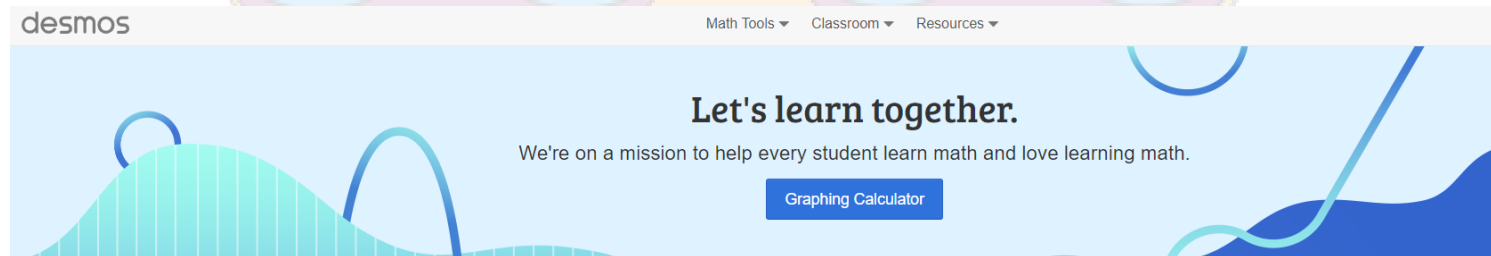 desmos
Math Tools Classroom Resources
Let's learn together.
We're on a mission to help every student learn math and love learning math.
Graphing Calculator